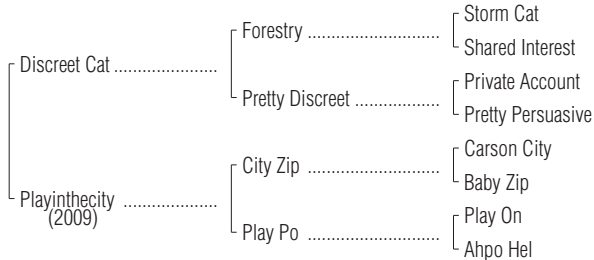 Storm Cat
Forestry ........................
Shared Interest
Discreet Cat ...................
Private Account
Pretty Discreet ................
Pretty Persuasive
Carson City
City Zip ........................
Baby Zip
Playinthecity .................
(2009)
Play On
Play Po ........................
Ahpo Hel